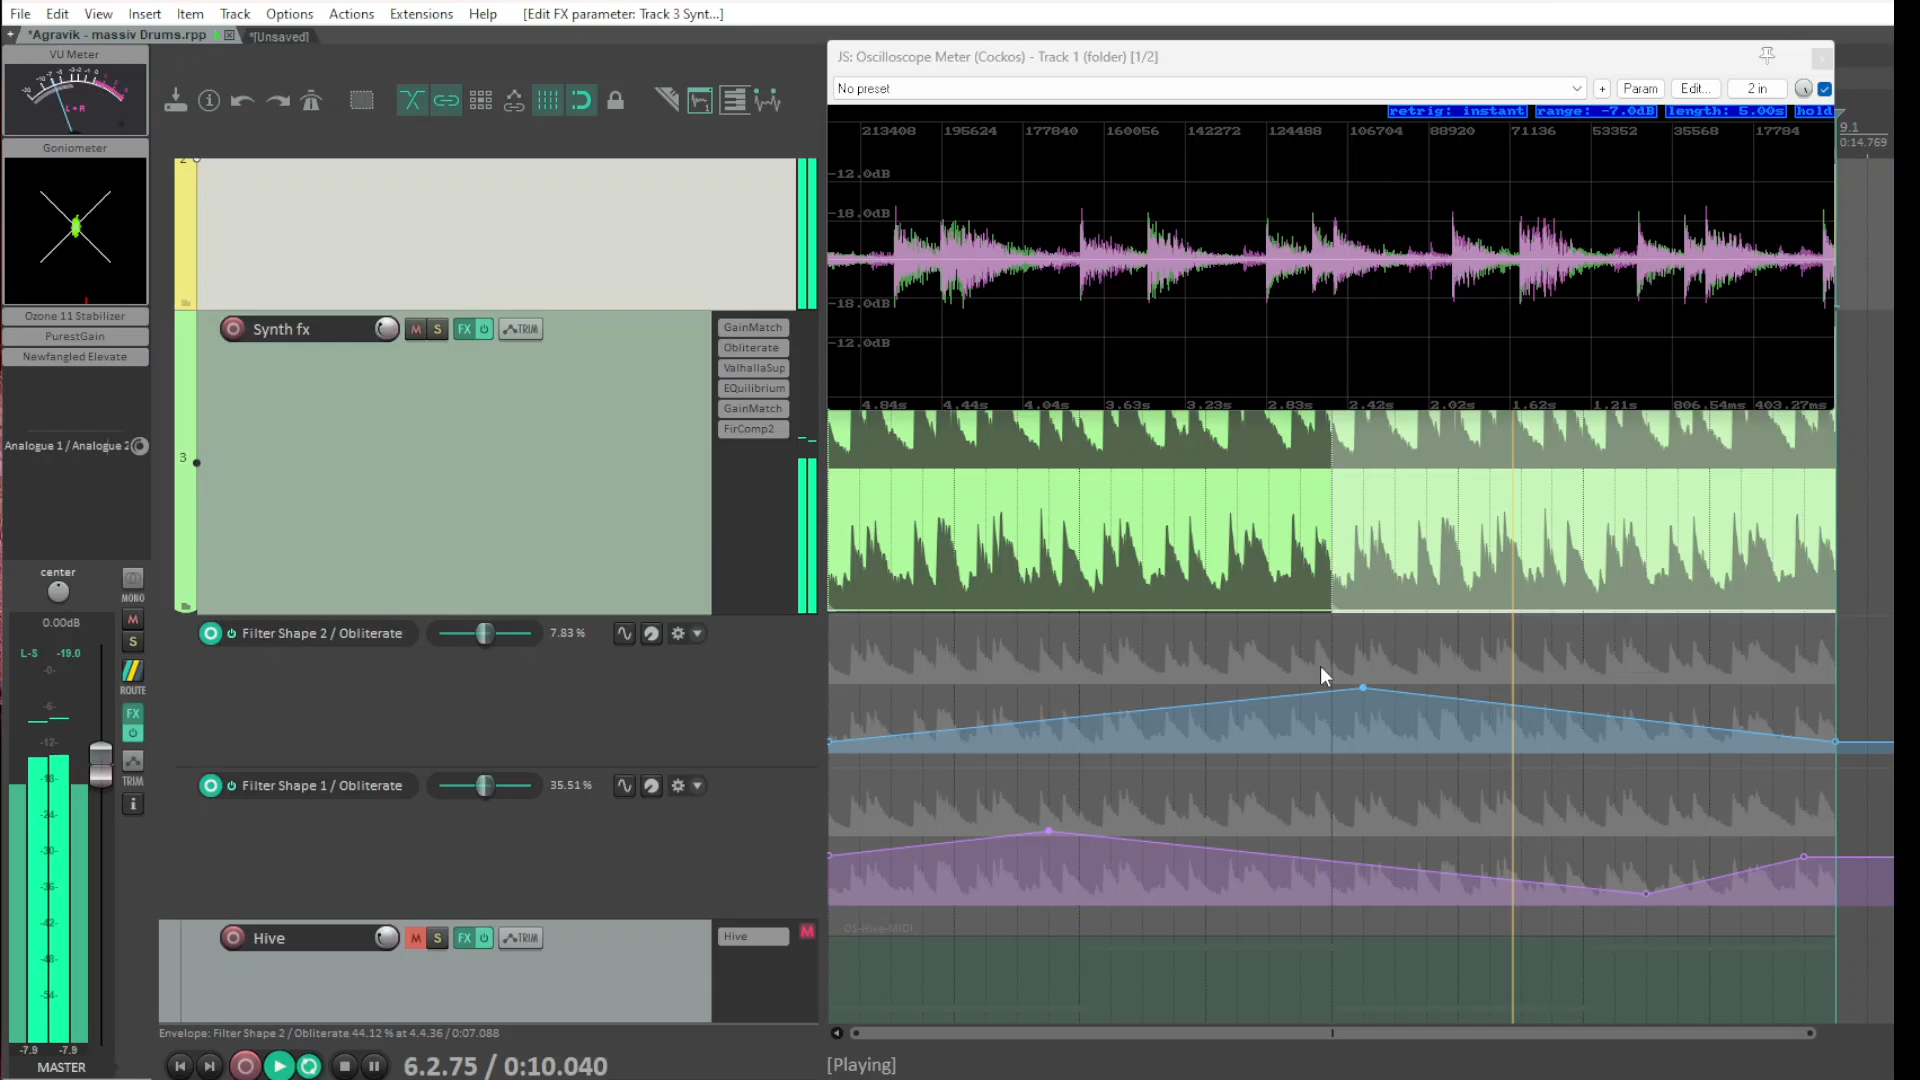 File Edit View Insert Item Track Options Actions Extensions Help [Edit FX parameter: Track 3 Synt...]
+ *Agravik - massiv Drums.rpp *[Unsaved]
VU Meter
L+R
Goniometer
Ozone 11 Stabilizer
PurestGain
Newfangled Elevate
Analogue 1 / Analogue 2
center
MONO
0.00dB
M
S
L-S -19.0
-0-
ROUTE
-6-
FX
-12-
TRIM
-18-
-24-
-30-
-36-
-42-
-48-
-54-
-7.9 -7.9
MASTER
JS: Oscilloscope Meter (Cockos) - Track 1 (folder) [1/2]
No preset + Param Edit... 2 in
retrig: instant range: -7.0dB length: 5.00s hold
213408 195624 177840 160056 142272 124488 106704 88920 71136 53352 35568 17784
9.1
0:14.769
-12.0dB
-18.0dB
-18.0dB
-12.0dB
4.84s 4.44s 4.04s 3.63s 3.23s 2.83s 2.42s 2.02s 1.62s 1.21s 806.54ms 403.27ms
2
Synth fx M S FX TRIM
GainMatch
Obliterate
ValhallaSup
EQuilibrium
GainMatch
FirComp2
3
Filter Shape 2 / Obliterate 7.83 %
Filter Shape 1 / Obliterate 35.51 %
Hive M S FX TRIM Hive M
01-Hive-MIDI
Envelope: Filter Shape 2 / Obliterate 44.12 % at 4.4.36 / 0:07.088
6.2.75 / 0:10.040 [Playing]